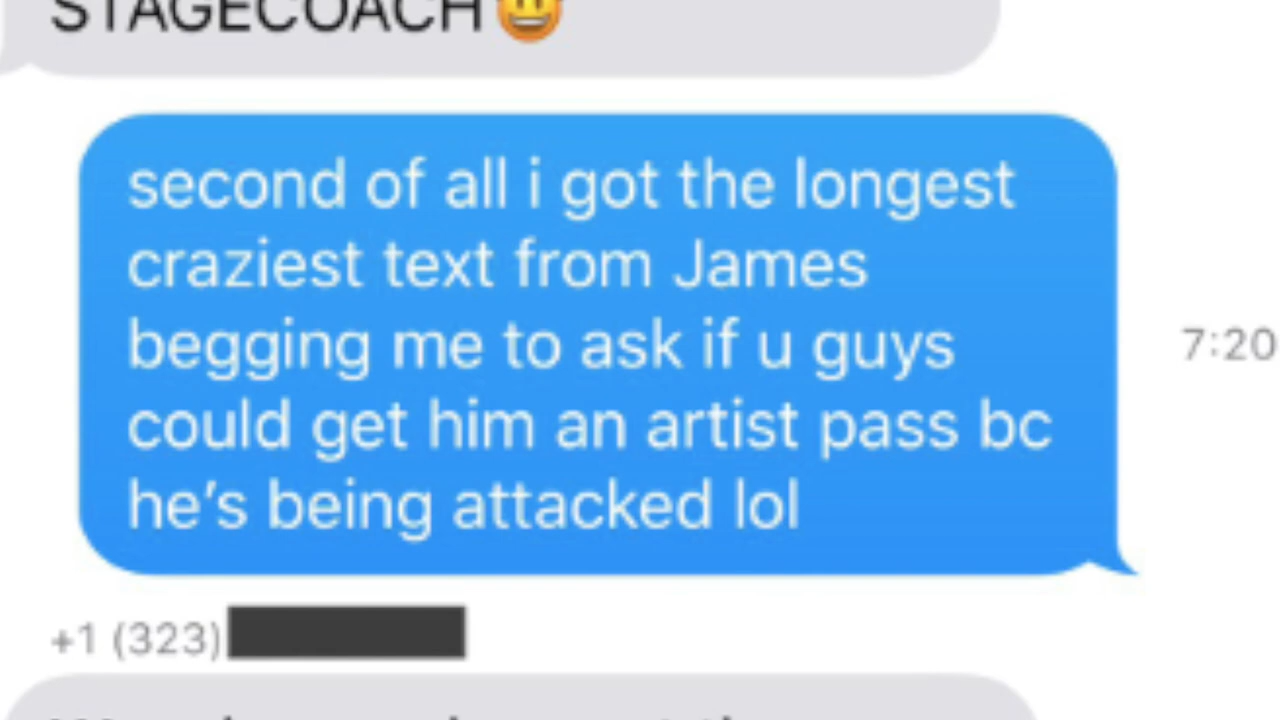 STAGECOACH😃
second of all i got the longest
craziest text from James
begging me to ask if u guys
could get him an artist pass bc
he’s being attacked lol
7:20
+1 (323)